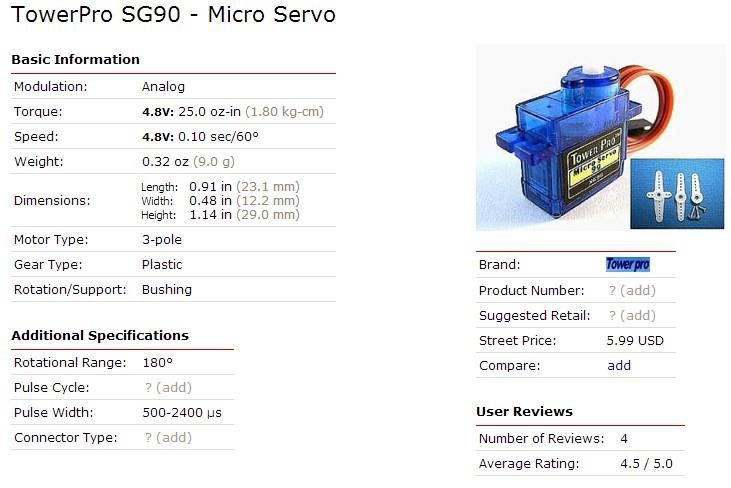 TowerPro SG90 - Micro Servo
Basic Information
Modulation: Analog
Torque: 4.8V: 25.0 oz-in (1.80 kg-cm)
Speed: 4.8V: 0.10 sec/60°
Weight: 0.32 oz (9.0 g)
Dimensions: Length: 0.91 in (23.1 mm)
Width: 0.48 in (12.2 mm)
Height: 1.14 in (29.0 mm)
Motor Type: 3-pole
Gear Type: Plastic
Rotation/Support: Bushing
Additional Specifications
Rotational Range: 180°
Pulse Cycle: ? (add)
Pulse Width: 500-2400 µs
Connector Type: ? (add)
TOWER PRO™
Micro Servo
9g
SG90
Brand: Tower pro
Product Number: ? (add)
Suggested Retail: ? (add)
Street Price: 5.99 USD
Compare: add
User Reviews
Number of Reviews: 4
Average Rating: 4.5 / 5.0